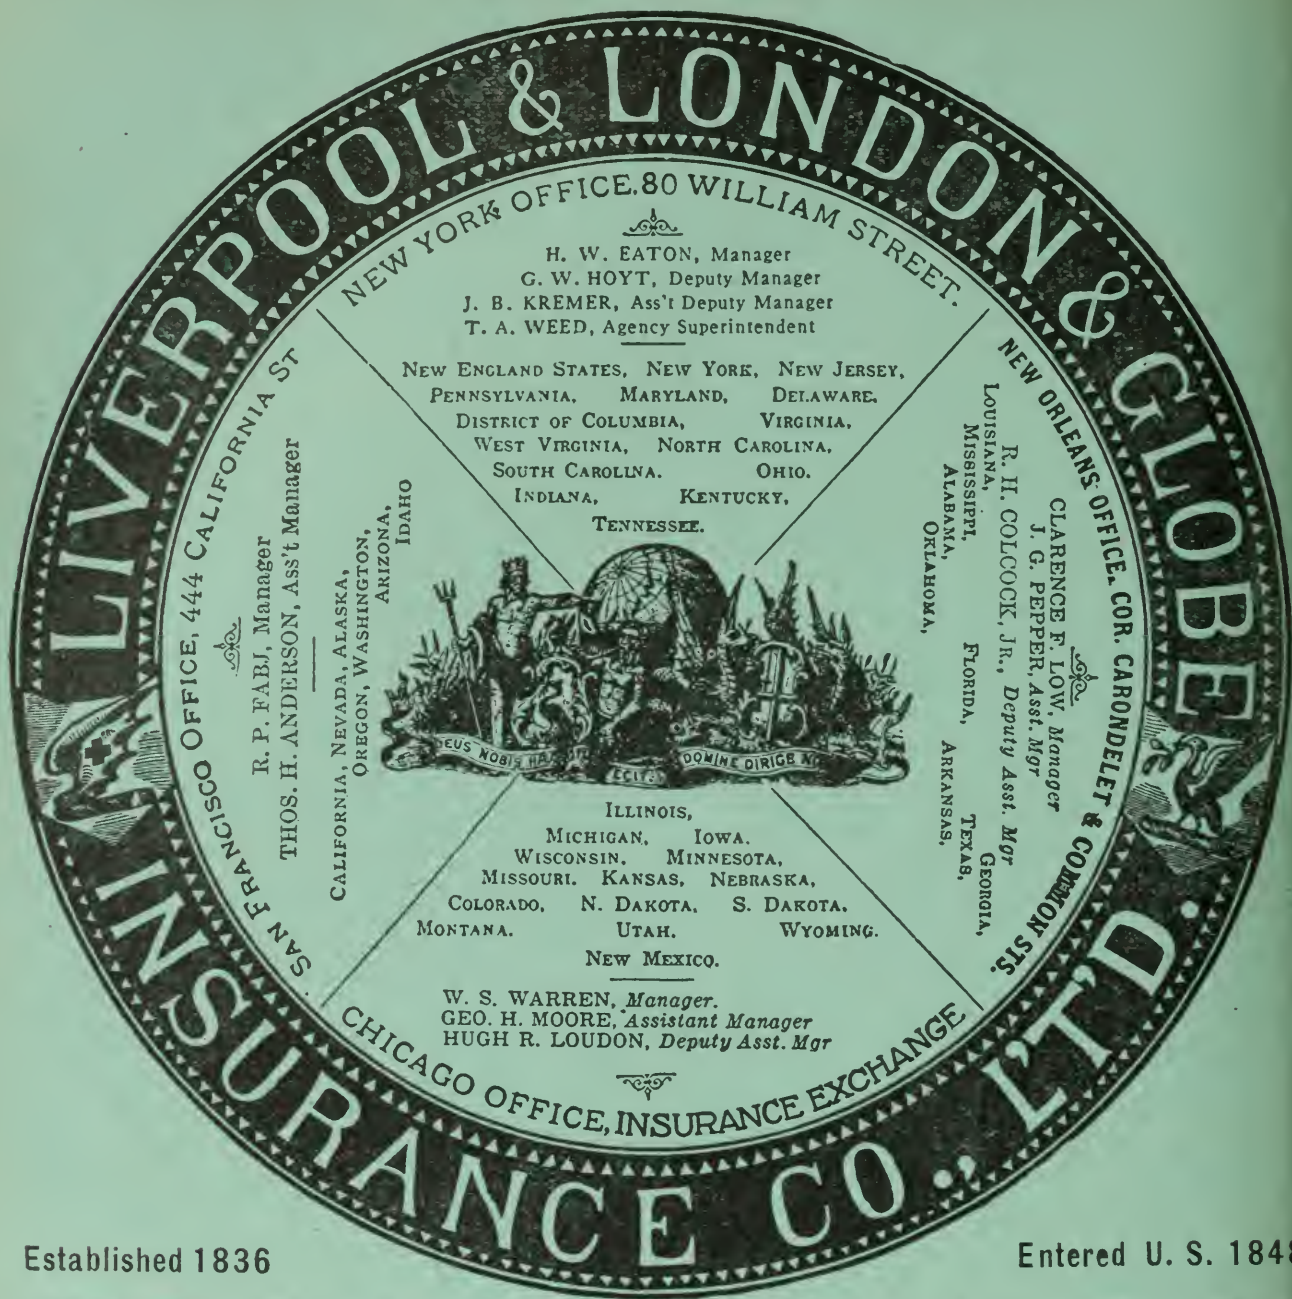 LIVERPOOL & LONDON & GLOBE
INSURANCE CO., L'T'D.
NEW YORK OFFICE. 80 WILLIAM STREET.
H. W. EATON, Manager
G. W. HOYT, Deputy Manager
J. B. KREMER, Ass't Deputy Manager
T. A. WEED, Agency Superintendent
NEW ENGLAND STATES, NEW YORK, NEW JERSEY,
PENNSYLVANIA, MARYLAND, DELAWARE,
DISTRICT OF COLUMBIA, VIRGINIA,
WEST VIRGINIA, NORTH CAROLINA,
SOUTH CAROLINA. OHIO.
INDIANA, KENTUCKY,
TENNESSEE.
NEW ORLEANS OFFICE. COR. CARONDELET & COMMON STS.
CLARENCE F. LOW, Manager
J. G. PEPPER, Asst. Mgr
R. H. COLCOCK, JR., Deputy Asst. Mgr
LOUISIANA, GEORGIA,
MISSISSIPPI, FLORIDA, TEXAS,
ALABAMA, ARKANSAS,
OKLAHOMA,
SAN FRANCISCO OFFICE, 444 CALIFORNIA ST
R. P. FABJ, Manager
THOS. H. ANDERSON, Ass't Manager
CALIFORNIA, NEVADA, ALASKA,
OREGON, WASHINGTON,
ARIZONA,
IDAHO
EUS NOBIS HA ECIT. DOMINE DIRIGE NO
ILLINOIS,
MICHIGAN, IOWA.
WISCONSIN. MINNESOTA,
MISSOURI. KANSAS, NEBRASKA,
COLORADO, N. DAKOTA, S. DAKOTA.
MONTANA. UTAH. WYOMING.
NEW MEXICO.
W. S. WARREN, Manager.
GEO. H. MOORE, Assistant Manager
HUGH R. LOUDON, Deputy Asst. Mgr
CHICAGO OFFICE, INSURANCE EXCHANGE
Established 1836
Entered U. S. 1848